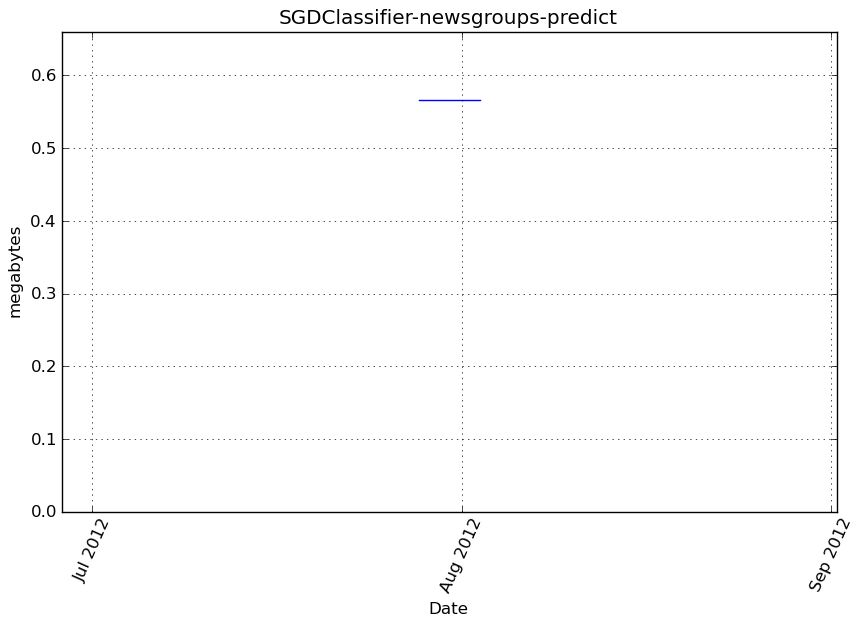 SGDClassifier-newsgroups-predict
0.6
0.5
0.4
0.3
0.2
0.1
0.0
megabytes
Jul 2012
Aug 2012
Sep 2012
Date